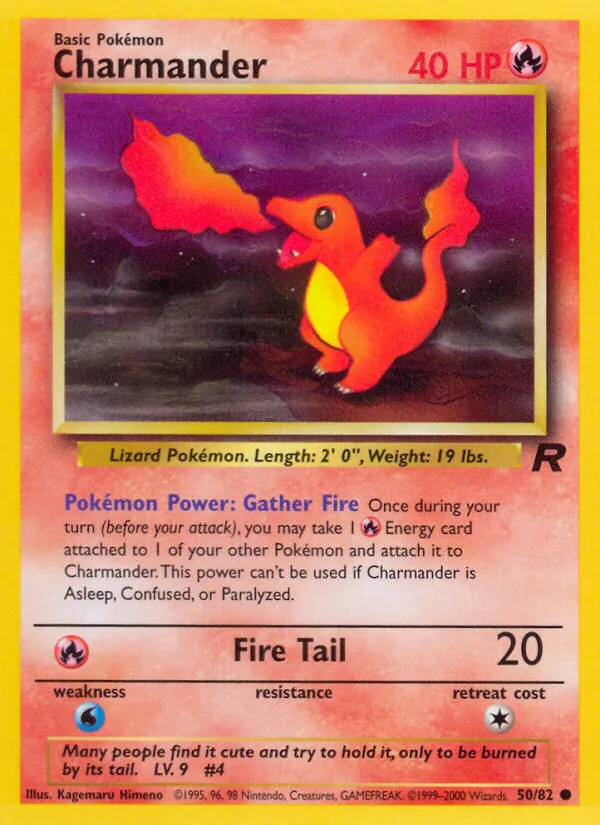 Basic Pokémon
Charmander
40 HP
Lizard Pokémon. Length: 2' 0", Weight: 19 lbs.
R
Pokémon Power: Gather Fire Once during your
turn (before your attack), you may take 1 Energy card
attached to 1 of your other Pokémon and attach it to
Charmander. This power can't be used if Charmander is
Asleep, Confused, or Paralyzed.
Fire Tail 20
weakness resistance retreat cost
Many people find it cute and try to hold it, only to be burned
by its tail. LV. 9 #4
Illus. Kagemaru Himeno ©1995, 96, 98 Nintendo, Creatures, GAMEFREAK. ©1999-2000 Wizards. 50/82